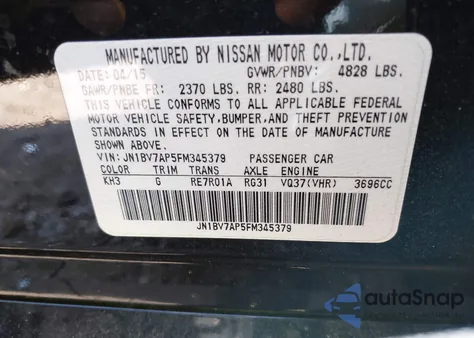 MANUFACTURED BY NISSAN MOTOR CO.,LTD.
DATE 04/15 GVWR/PNBV: 4828 LBS.
GAWR/PNBE FR: 2370 LBS. RR: 2480 LBS.
THIS VEHICLE CONFORMS TO ALL APPLICABLE FEDERAL
MOTOR VEHICLE SAFETY, BUMPER, AND THEFT PREVENTION
STANDARDS IN EFFECT ON THE DATE OF MANUFACTURE
SHOWN ABOVE.
VIN: JN1BV7AP5FM345379 PASSENGER CAR
COLOR TRIM TRANS AXLE ENGINE
KH3 G RE7R01A RG31 VQ37(VHR) 3696CC
JN1BV7AP5FM345379
autoSnap